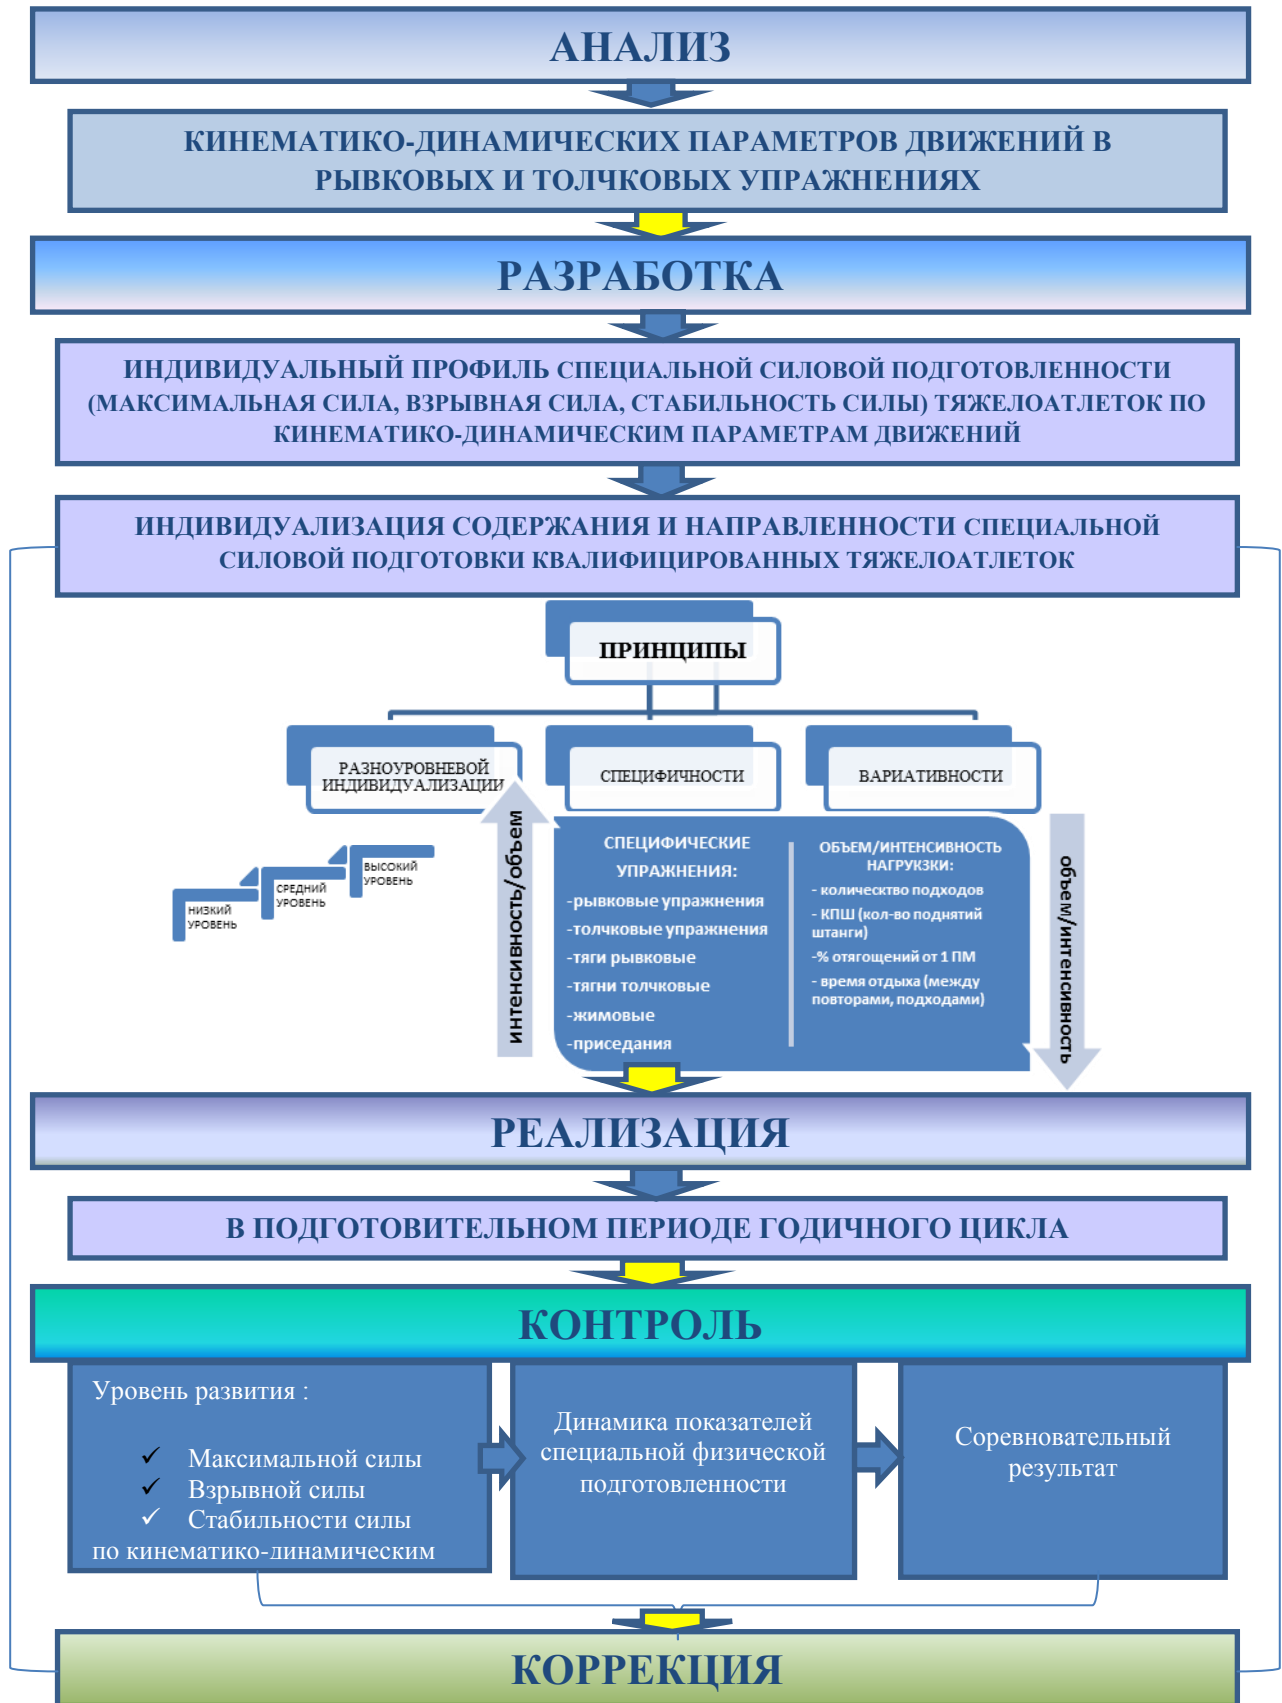 АНАЛИЗ
КИНЕМАТИКО-ДИНАМИЧЕСКИХ ПАРАМЕТРОВ ДВИЖЕНИЙ В
РЫВКОВЫХ И ТОЛЧКОВЫХ УПРАЖНЕНИЯХ
РАЗРАБОТКА
ИНДИВИДУАЛЬНЫЙ ПРОФИЛЬ СПЕЦИАЛЬНОЙ СИЛОВОЙ ПОДГОТОВЛЕННОСТИ
(МАКСИМАЛЬНАЯ СИЛА, ВЗРЫВНАЯ СИЛА, СТАБИЛЬНОСТЬ СИЛЫ) ТЯЖЕЛОАТЛЕТОК ПО
КИНЕМАТИКО-ДИНАМИЧЕСКИМ ПАРАМЕТРАМ ДВИЖЕНИЙ
ИНДИВИДУАЛИЗАЦИЯ СОДЕРЖАНИЯ И НАПРАВЛЕННОСТИ СПЕЦИАЛЬНОЙ
СИЛОВОЙ ПОДГОТОВКИ КВАЛИФИЦИРОВАННЫХ ТЯЖЕЛОАТЛЕТОК
ПРИНЦИПЫ
РАЗНОУРОВНЕВОЙ
ИНДИВИДУАЛИЗАЦИИ
СПЕЦИФИЧНОСТИ
ВАРИАТИВНОСТИ
НИЗКИЙ
УРОВЕНЬ
СРЕДНИЙ
УРОВЕНЬ
ВЫСОКИЙ
УРОВЕНЬ
интенсивность/объем
СПЕЦИФИЧЕСКИЕ
УПРАЖНЕНИЯ:
-рывковые упражнения
-толчковые упражнения
-тяги рывковые
-тягни толчковые
-жимовые
-приседания
ОБЪЕМ/ИНТЕНСИВНОСТЬ
НАГРУКЗКИ:
- количекство подходов
- КПШ (кол-во поднятий
штанги)
-% отягощений от 1 ПМ
- время отдыха (между
повторами, подходами)
объем/интенсивность
РЕАЛИЗАЦИЯ
В ПОДГОТОВИТЕЛЬНОМ ПЕРИОДЕ ГОДИЧНОГО ЦИКЛА
КОНТРОЛЬ
Уровень развития :
✓ Максимальной силы
✓ Взрывной силы
✓ Стабильности силы
по кинематико-динамическим
Динамика показателей
специальной физической
подготовленности
Соревновательный
результат
КОРРЕКЦИЯ